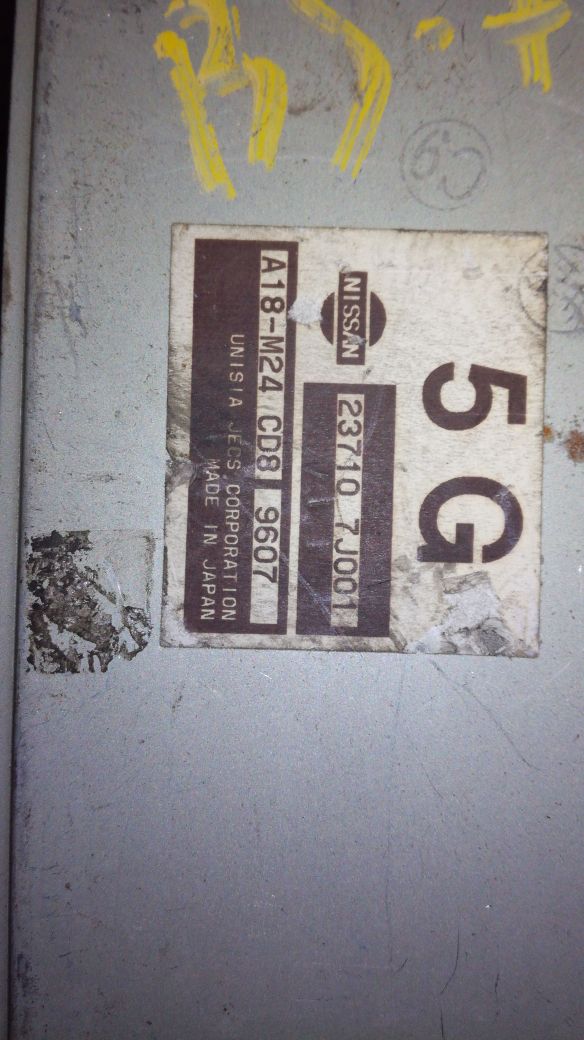 5G
NISSAN
23710 7J001
A18-M24 CD8 9607
UNISIA JECS CORPORATION
MADE IN JAPAN